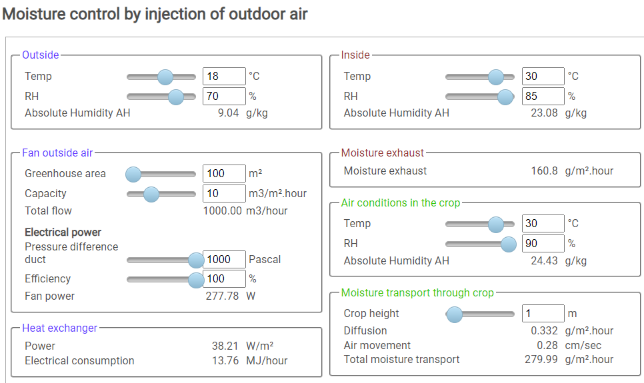 Moisture control by injection of outdoor air
Outside
Temp 18 °C
RH 70 %
Absolute Humidity AH 9.04 g/kg
Inside
Temp 30 °C
RH 85 %
Absolute Humidity AH 23.08 g/kg
Fan outside air
Greenhouse area 100 m²
Capacity 10 m3/m².hour
Total flow 1000.00 m3/hour
Electrical power
Pressure difference
duct 1000 Pascal
Efficiency 100 %
Fan power 277.78 W
Moisture exhaust
Moisture exhaust 160.8 g/m².hour
Air conditions in the crop
Temp 30 °C
RH 90 %
Absolute Humidity AH 24.43 g/kg
Heat exchanger
Power 38.21 W/m²
Electrical consumption 13.76 MJ/hour
Moisture transport through crop
Crop height 1 m
Diffusion 0.332 g/m².hour
Air movement 0.28 cm/sec
Total moisture transport 279.99 g/m².hour